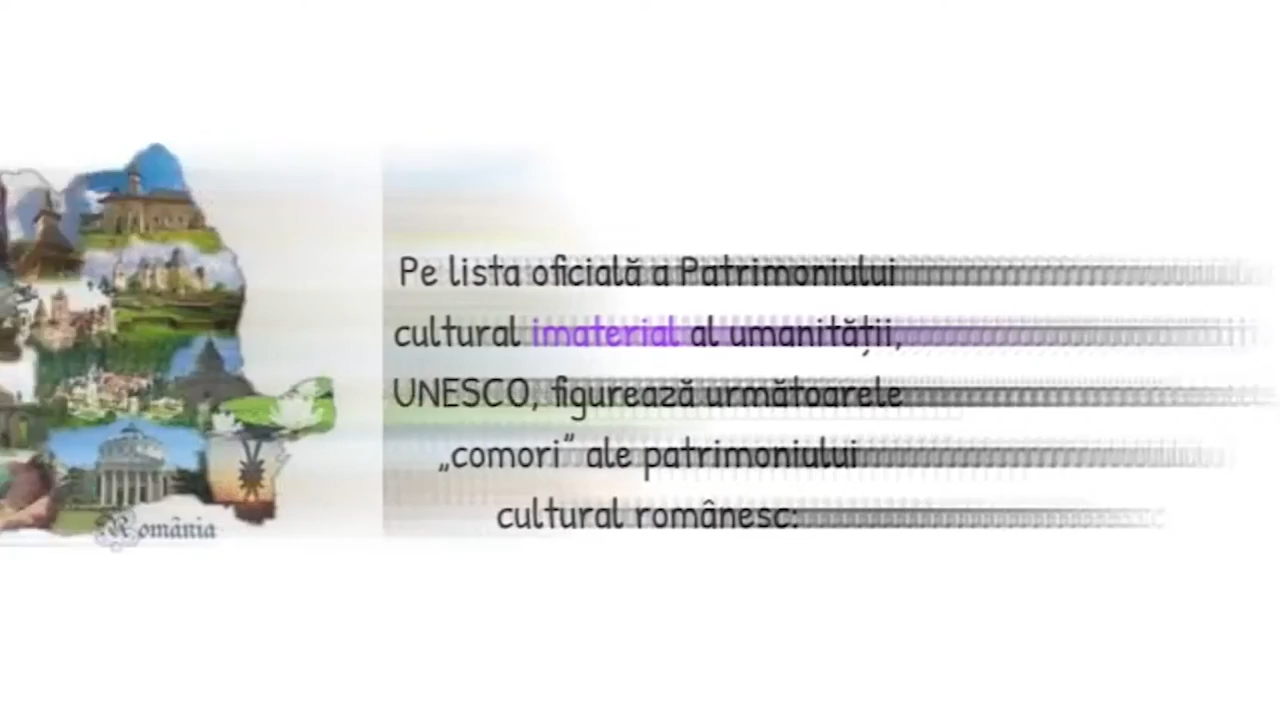 Pe lista oficială a Patrimoniului
cultural imaterial al umanității,
UNESCO, figurează următoarele
„comori” ale patrimoniului
cultural românesc:
România